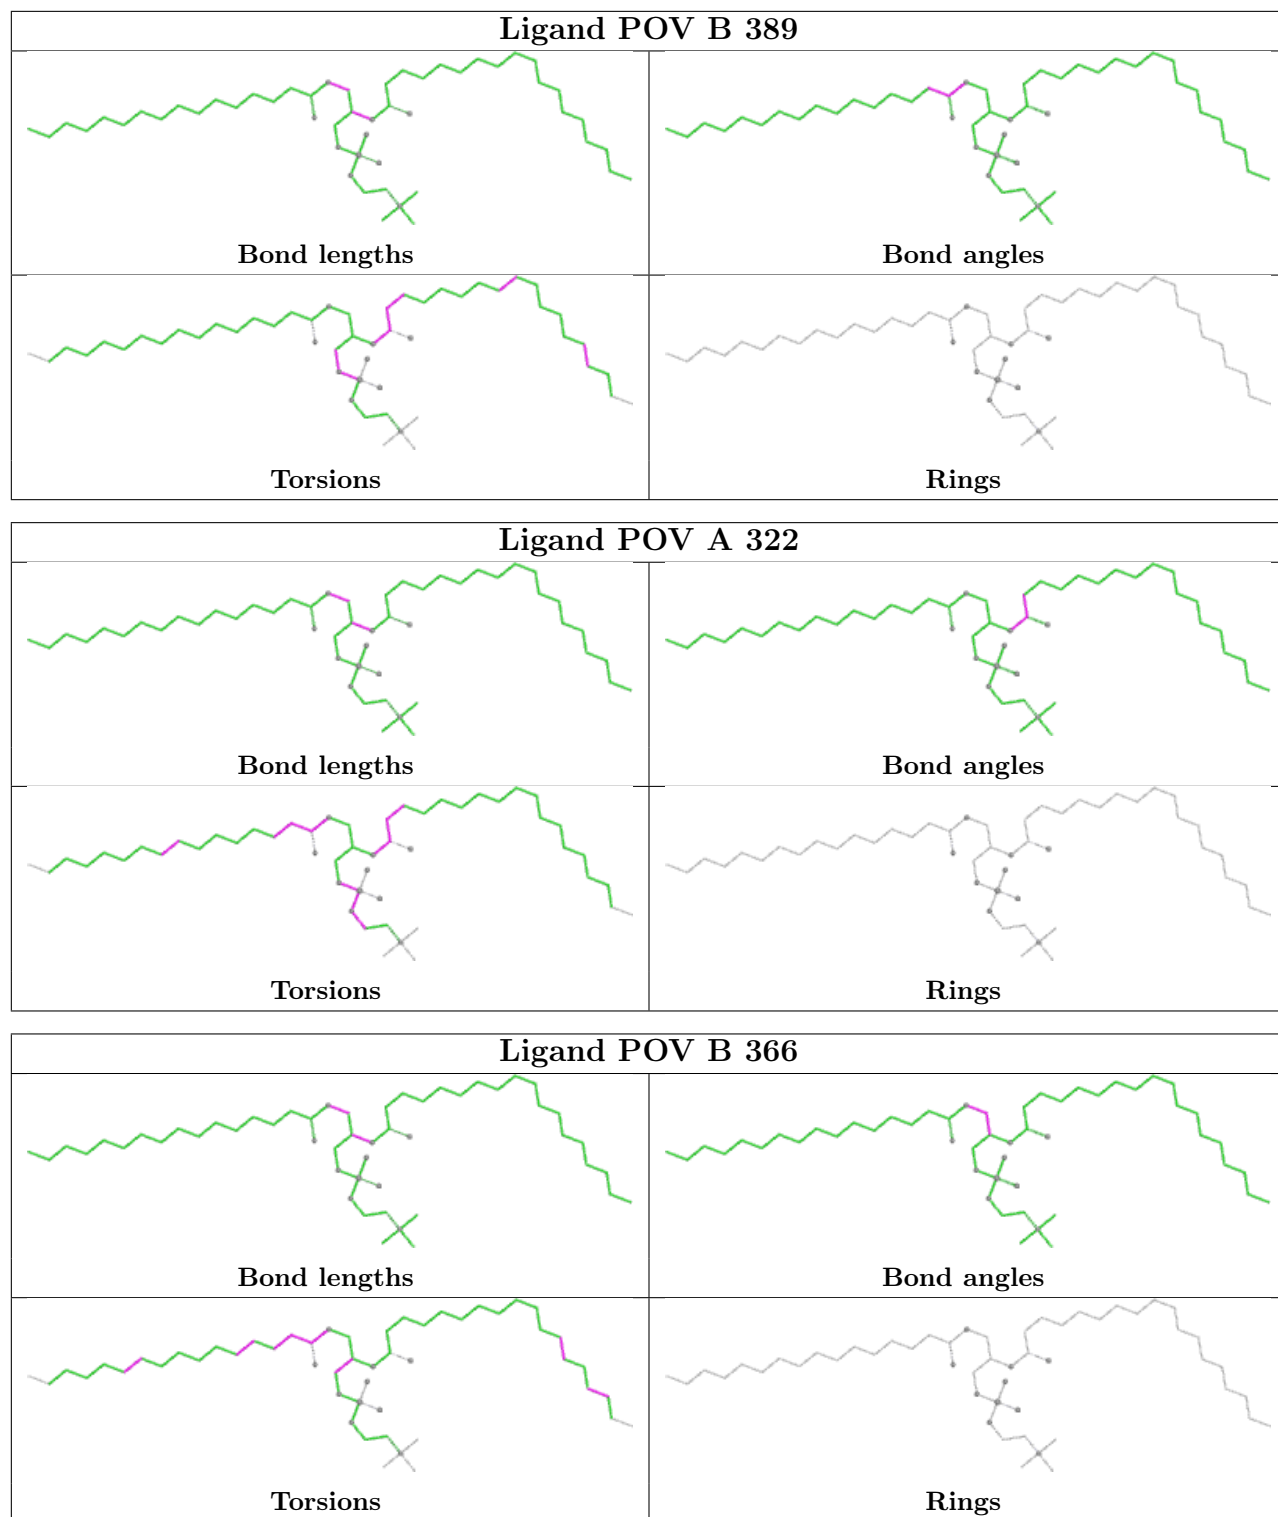 Ligand POV B 389
Bond lengths
Bond angles
Torsions
Rings
Ligand POV A 322
Bond lengths
Bond angles
Torsions
Rings
Ligand POV B 366
Bond lengths
Bond angles
Torsions
Rings